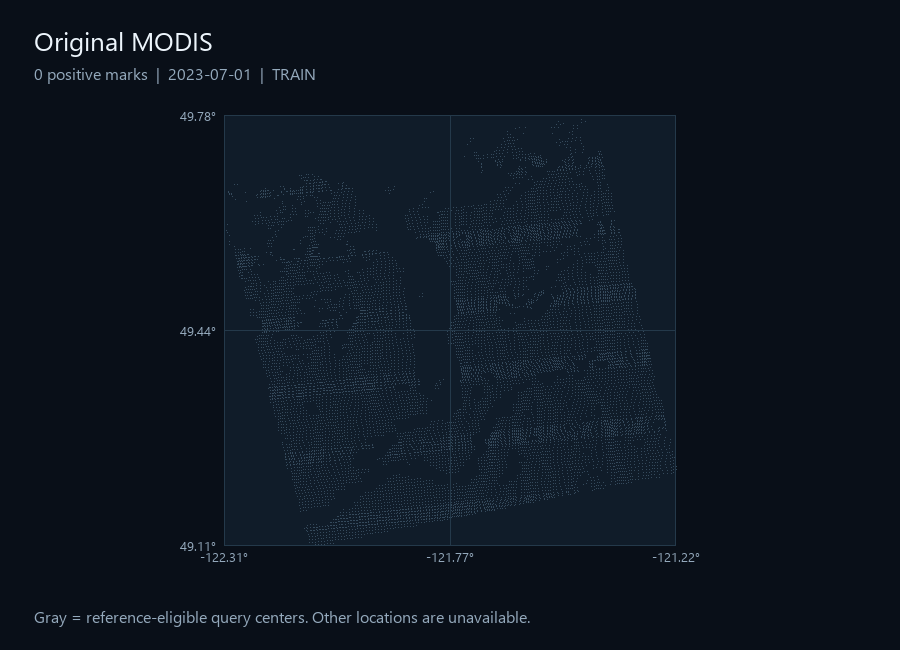 Original MODIS
0 positive marks | 2023-07-01 | TRAIN
49.78°
49.44°
49.11°
-122.31°
-121.77°
-121.22°
Gray = reference-eligible query centers. Other locations are unavailable.